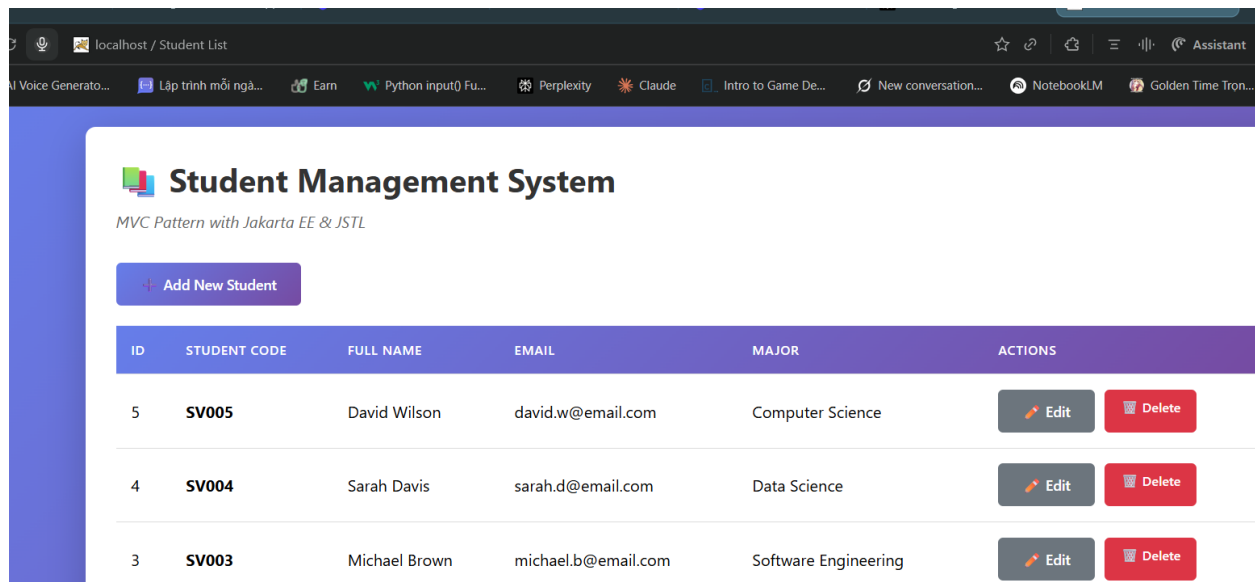 localhost / Student List
Assistant
AI Voice Generato... Lập trình mỗi ngà... Earn Python input() Fu... Perplexity Claude Intro to Game De... New conversation... NotebookLM Golden Time Trọn...
Student Management System
MVC Pattern with Jakarta EE & JSTL
Add New Student
ID STUDENT CODE FULL NAME EMAIL MAJOR ACTIONS
5 SV005 David Wilson david.w@email.com Computer Science Edit Delete
4 SV004 Sarah Davis sarah.d@email.com Data Science Edit Delete
3 SV003 Michael Brown michael.b@email.com Software Engineering Edit Delete